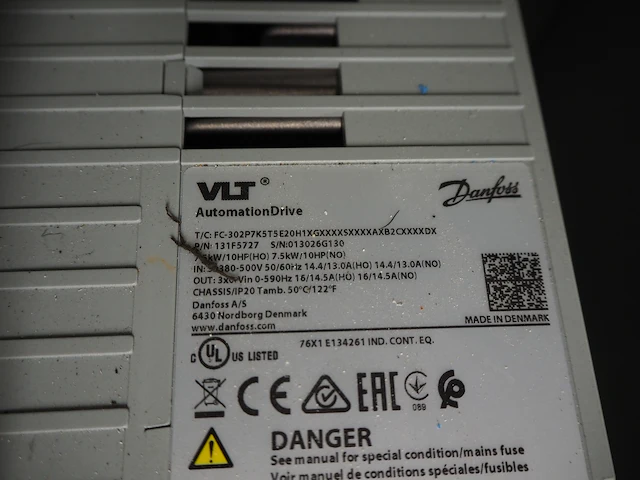 VLT®
Danfoss
AutomationDrive
T/C: FC-302P7K5T5E20H1XGXXXXSXXXXAXB2CXXXXDX
P/N: 131F5727 S/N:013026G130
7.5kW/10HP(HO) 7.5kW/10HP(NO)
IN: 3x380-500V 50/60Hz 14.4/13.0A(HO) 14.4/13.0A(NO)
OUT: 3x0-Vin 0-590Hz 16/14.5A(HO) 16/14.5A(NO)
CHASSIS/IP20 Tamb. 50°C/122°F
Danfoss A/S
6430 Nordborg Denmark
www.danfoss.com
MADE IN DENMARK
c UL US LISTED 76X1 E134261 IND. CONT. EQ.
CE EAC
089
DANGER
See manual for special condition/mains fuse
Voir manuel de conditions spéciales/fusibles